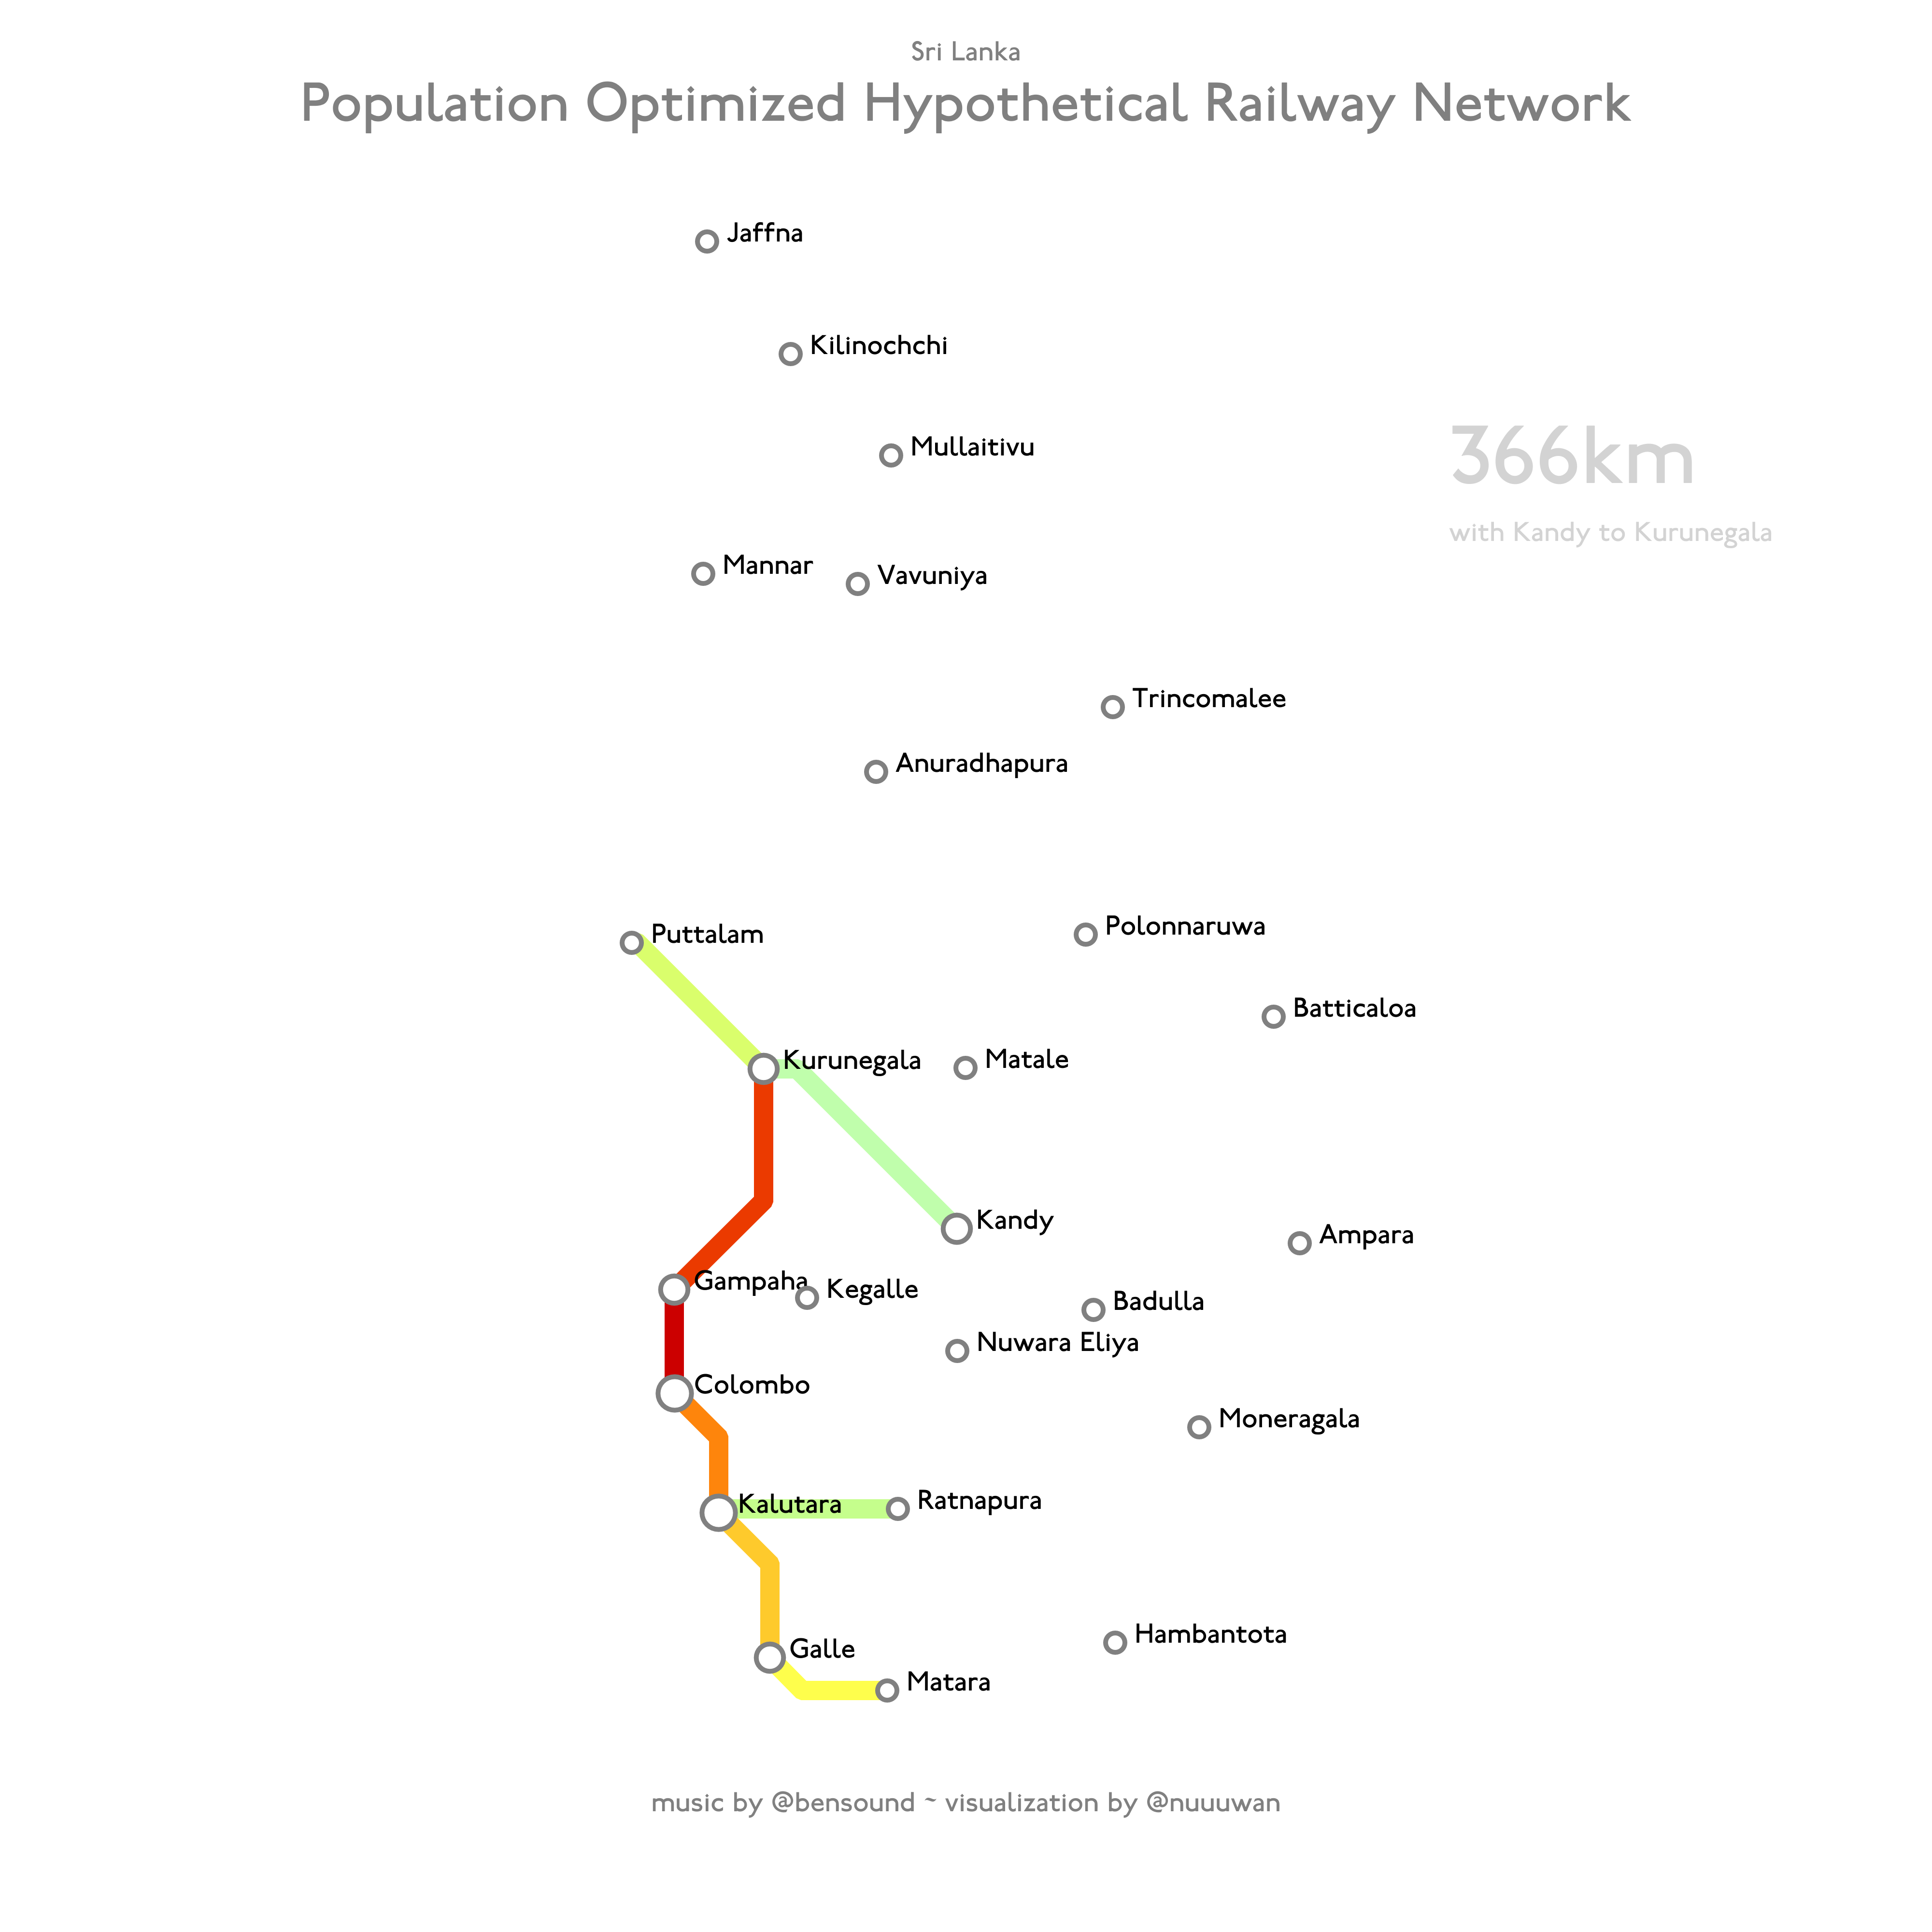 Sri Lanka
Population Optimized Hypothetical Railway Network
Jaffna
Kilinochchi
Mullaitivu
366km
with Kandy to Kurunegala
Mannar
Vavuniya
Trincomalee
Anuradhapura
Puttalam
Polonnaruwa
Batticaloa
Kurunegala
Matale
Kandy
Ampara
Gampaha
Kegalle
Badulla
Nuwara Eliya
Colombo
Moneragala
Kalutara
Ratnapura
Hambantota
Galle
Matara
music by @bensound ~ visualization by @nuuuwan